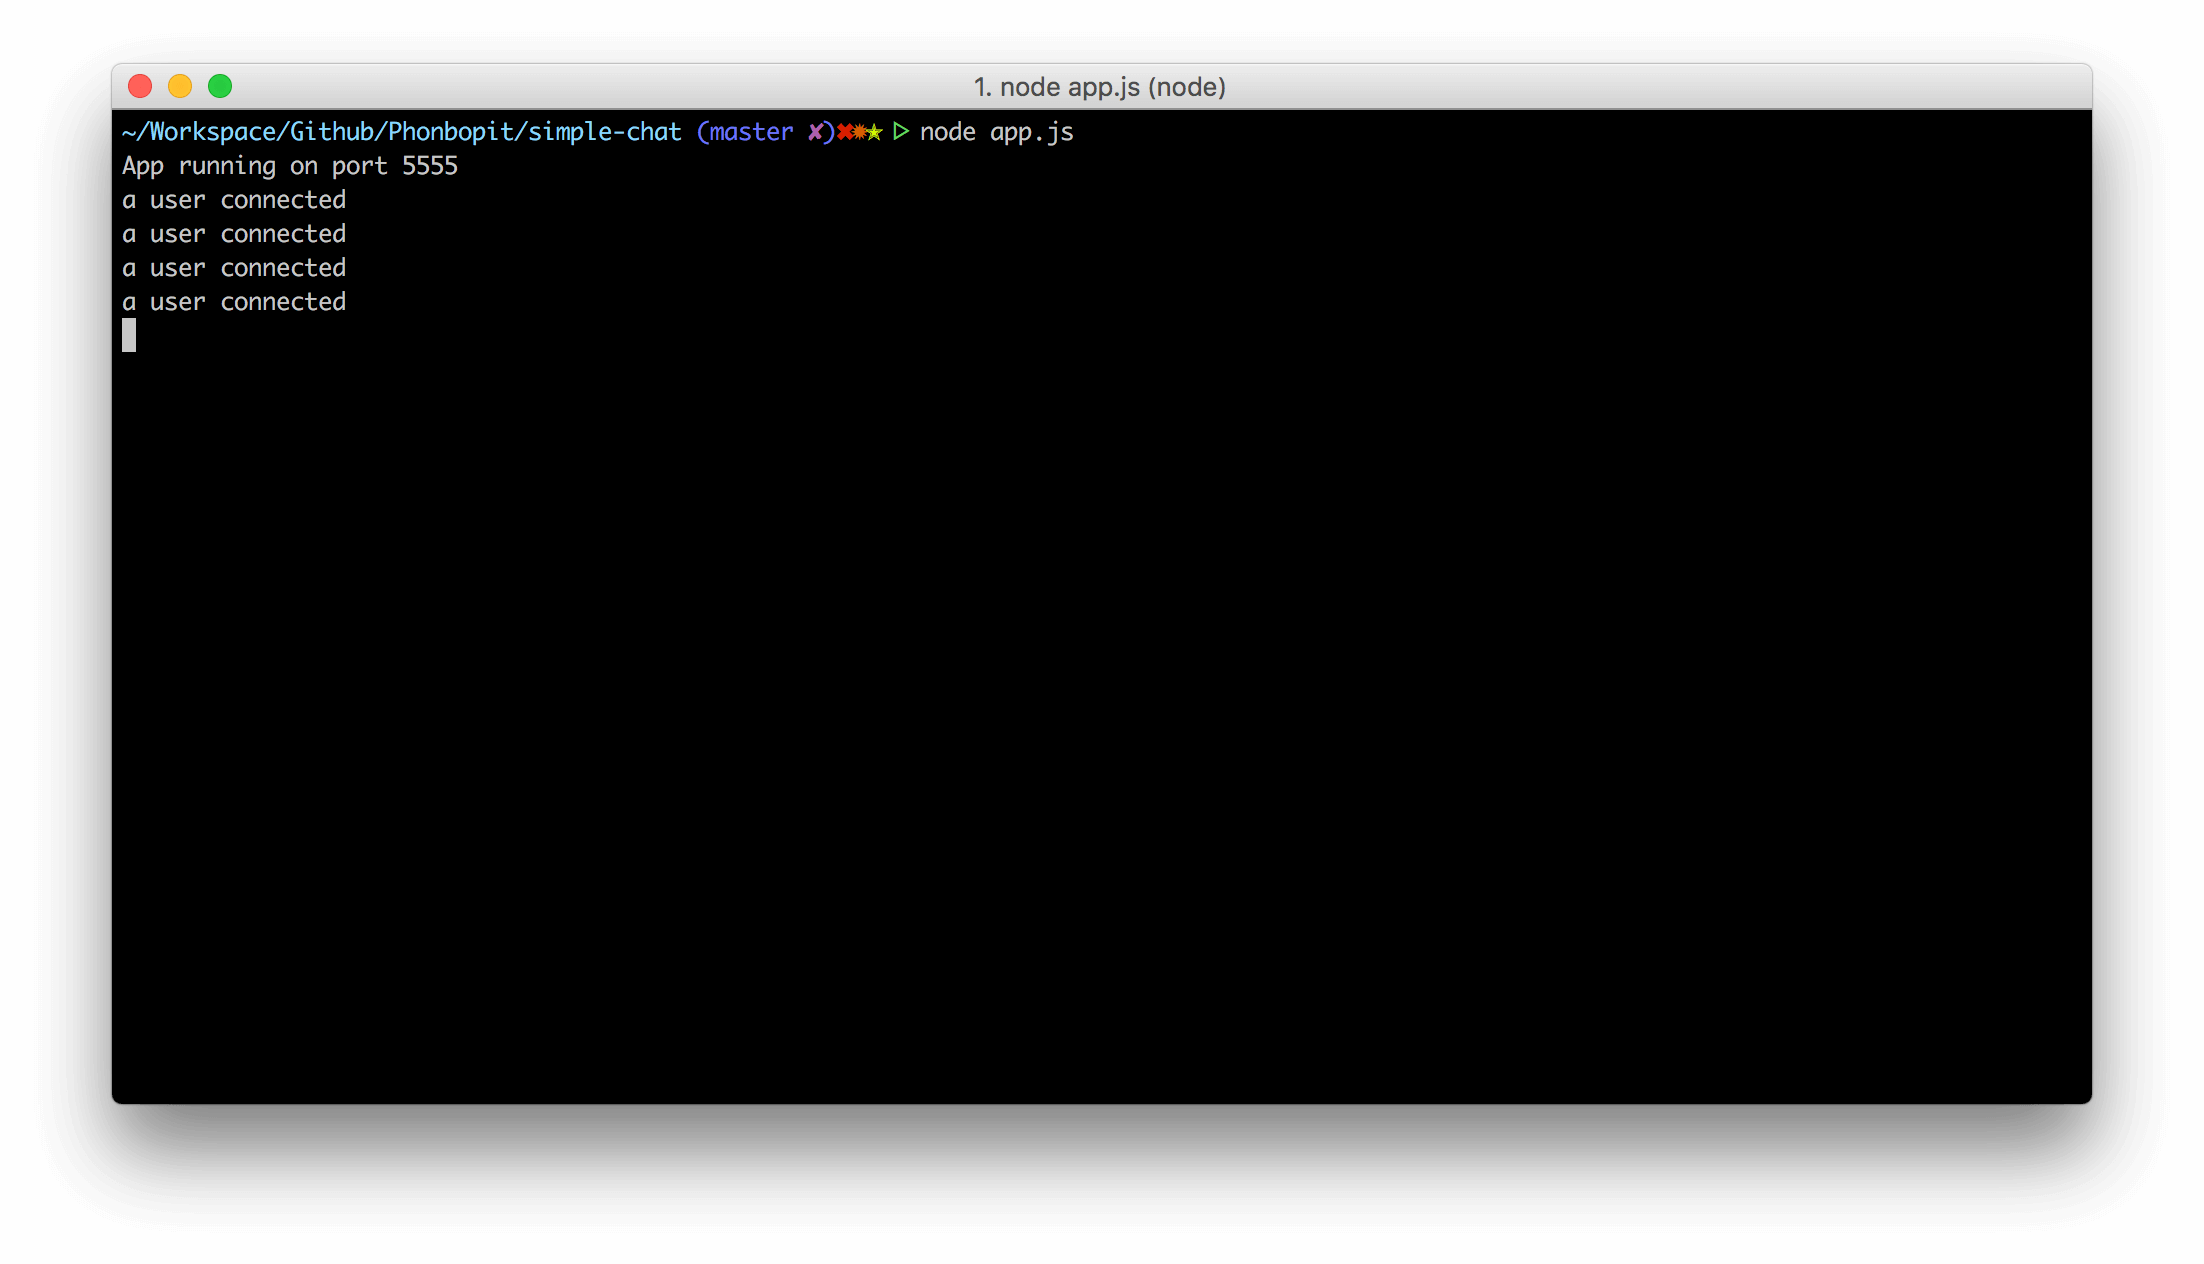 1. node app.js (node)
~/Workspace/Github/Phonbopit/simple-chat (master ✘)✖✹★ ▷ node app.js
App running on port 5555
a user connected
a user connected
a user connected
a user connected